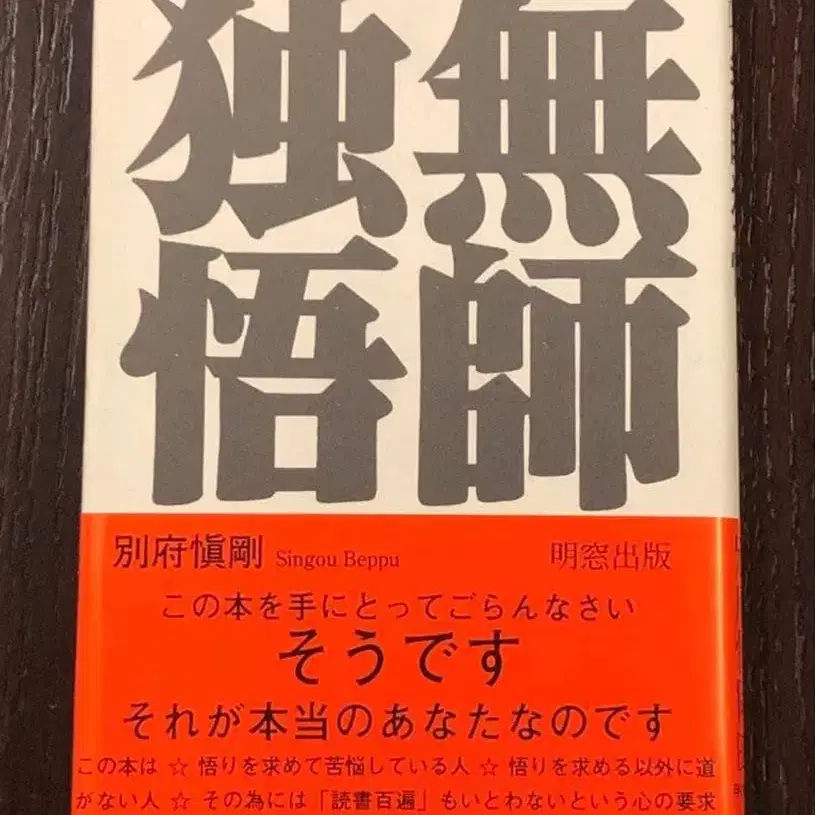 無師
独悟
別府愼剛 Singou Beppu 明窓出版
この本を手にとってごらんなさい
そうです
それが本当のあなたなのです
この本は ☆ 悟りを求めて苦悩している人 ☆ 悟りを求める以外に道
がない人 ☆ その為には「読書百遍」もいとわないという心の要求